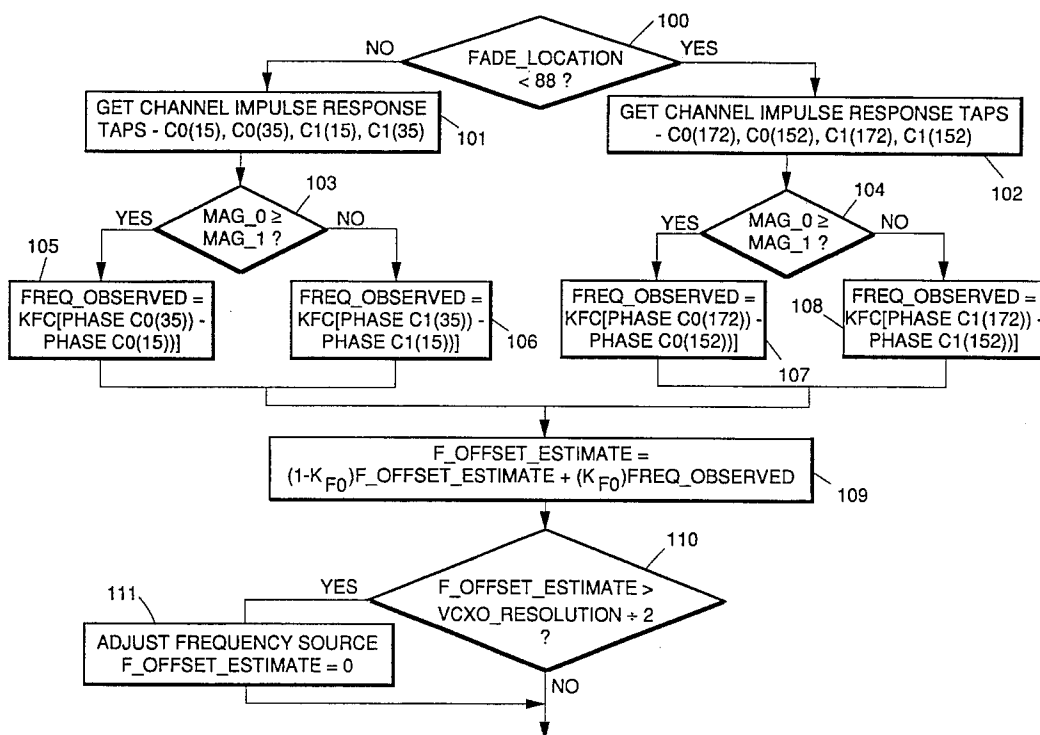 100
NO
YES
FADE_LOCATION
< 88 ?
GET CHANNEL IMPULSE RESPONSE
TAPS - C0(15), C0(35), C1(15), C1(35)
101
GET CHANNEL IMPULSE RESPONSE TAPS
- C0(172), C0(152), C1(172), C1(152)
102
103
YES
MAG_0 ≥
MAG_1 ?
NO
104
YES
MAG_0 ≥
MAG_1 ?
NO
105
FREQ_OBSERVED =
KFC[PHASE C0(35)) -
PHASE C0(15))]
FREQ_OBSERVED =
KFC[PHASE C1(35)) -
PHASE C1(15))]
106
FREQ_OBSERVED =
KFC[PHASE C0(172)) -
PHASE C0(152))]
107
108
FREQ_OBSERVED =
KFC[PHASE C1(172)) -
PHASE C1(152))]
F_OFFSET_ESTIMATE =
(1-KF0)F_OFFSET_ESTIMATE + (KF0)FREQ_OBSERVED
109
110
YES
F_OFFSET_ESTIMATE >
VCXO_RESOLUTION ÷ 2
?
111
ADJUST FREQUENCY SOURCE
F_OFFSET_ESTIMATE = 0
NO